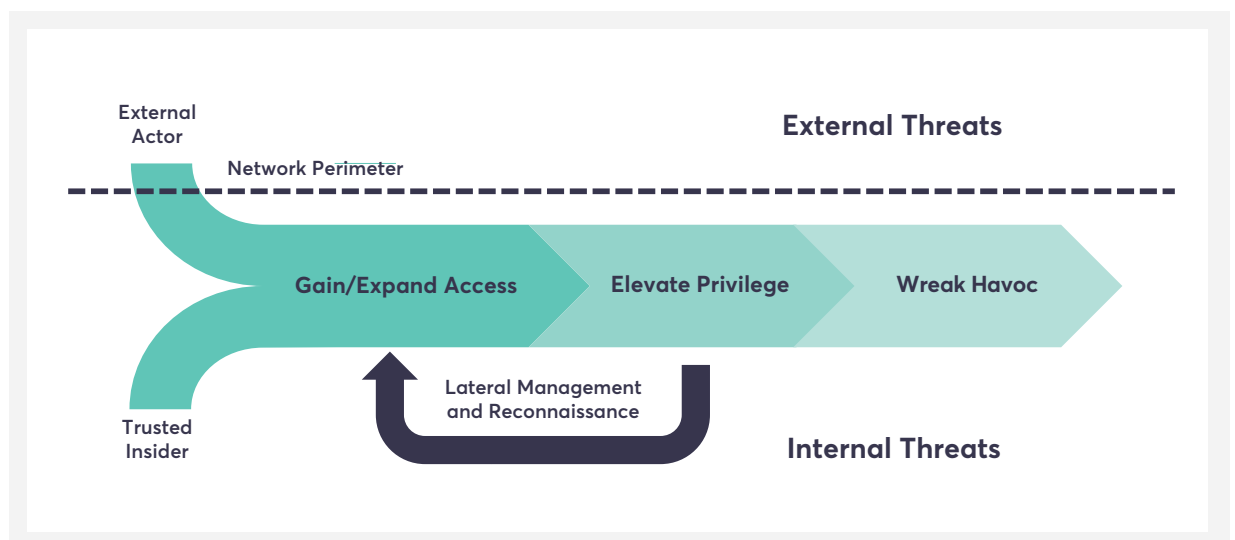 External
Actor
External Threats
Network Perimeter
Gain/Expand Access
Elevate Privilege
Wreak Havoc
Lateral Management
and Reconnaissance
Trusted
Insider
Internal Threats